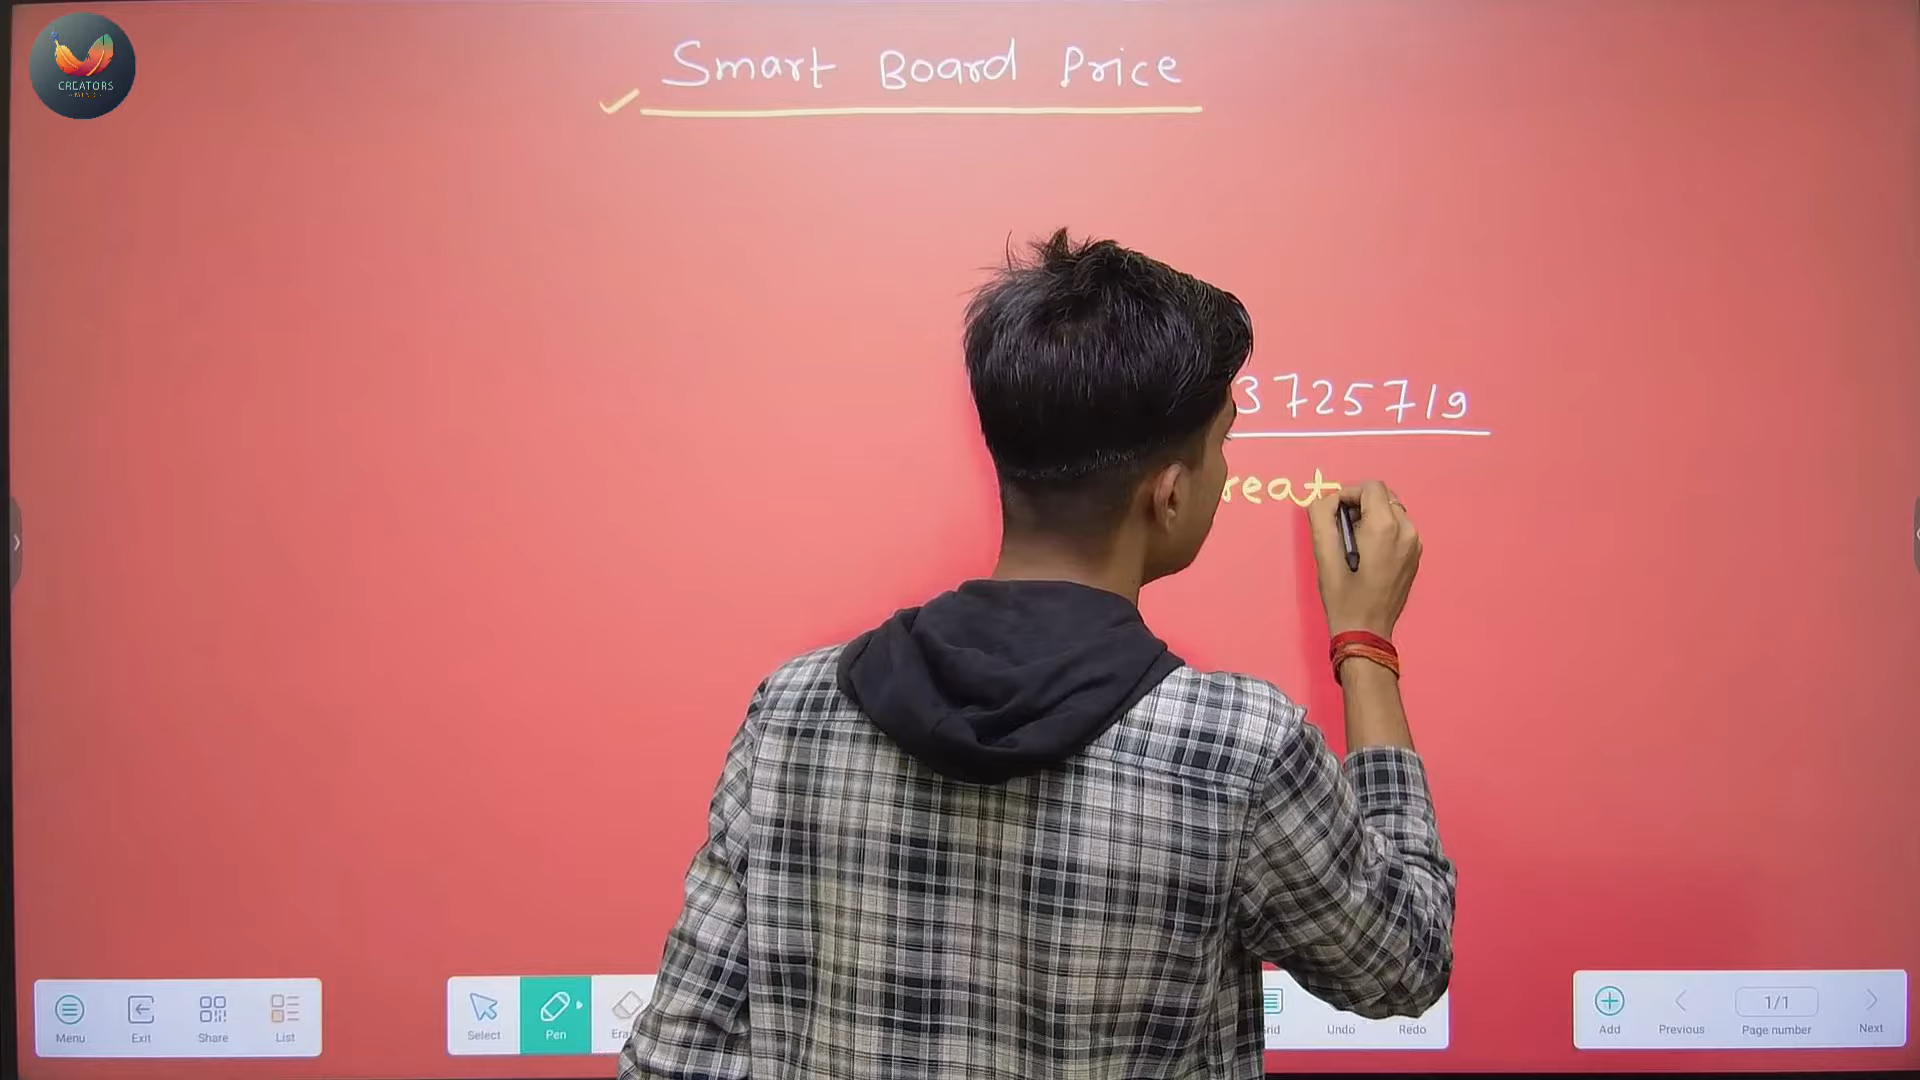 CREATORS
Smart Board Price
3725719
reat
Menu
Exit
Share
List
Select
Pen
Undo
Redo
Add
Previous
1/1
Page number
Next